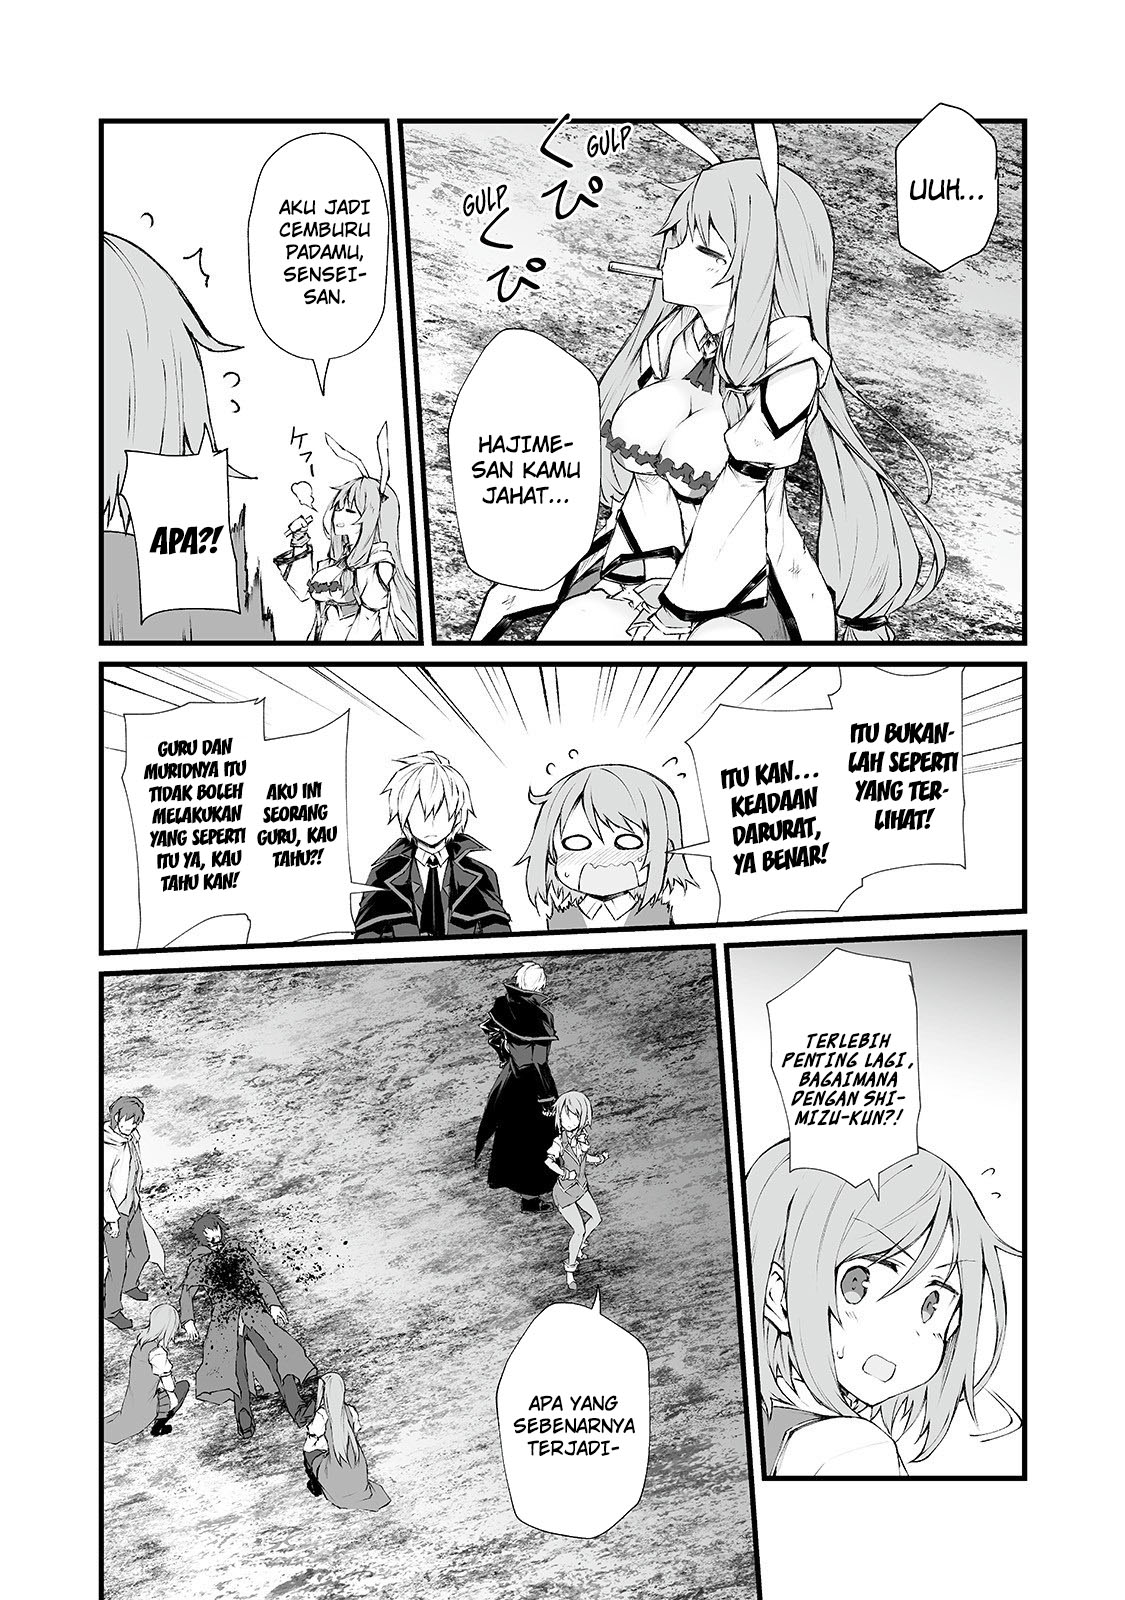 UUH...
GULP
くぴ
GULP
くぴ
HAJIME-
SAN KAMU
JAHAT...
AKU JADI
CEMBURU
PADAMU,
SENSEI-
SAN.
ケフー
APA?!
ITU BUKAN-
LAH SEPERTI
YANG TER-
LIHAT!
ITU KAN...
KEADAAN
DARURAT,
YA BENAR!
AKU INI
SEORANG
GURU, KAU
TAHU?!
GURU DAN
MURIDNYA ITU
TIDAK BOLEH
MELAKUKAN
YANG SEPERTI
ITU YA, KAU
TAHU KAN!
TERLEBIH
PENTING LAGI,
BAGAIMANA
DENGAN SHI-
MIZU-KUN?!
APA YANG
SEBENARNYA
TERJADI-